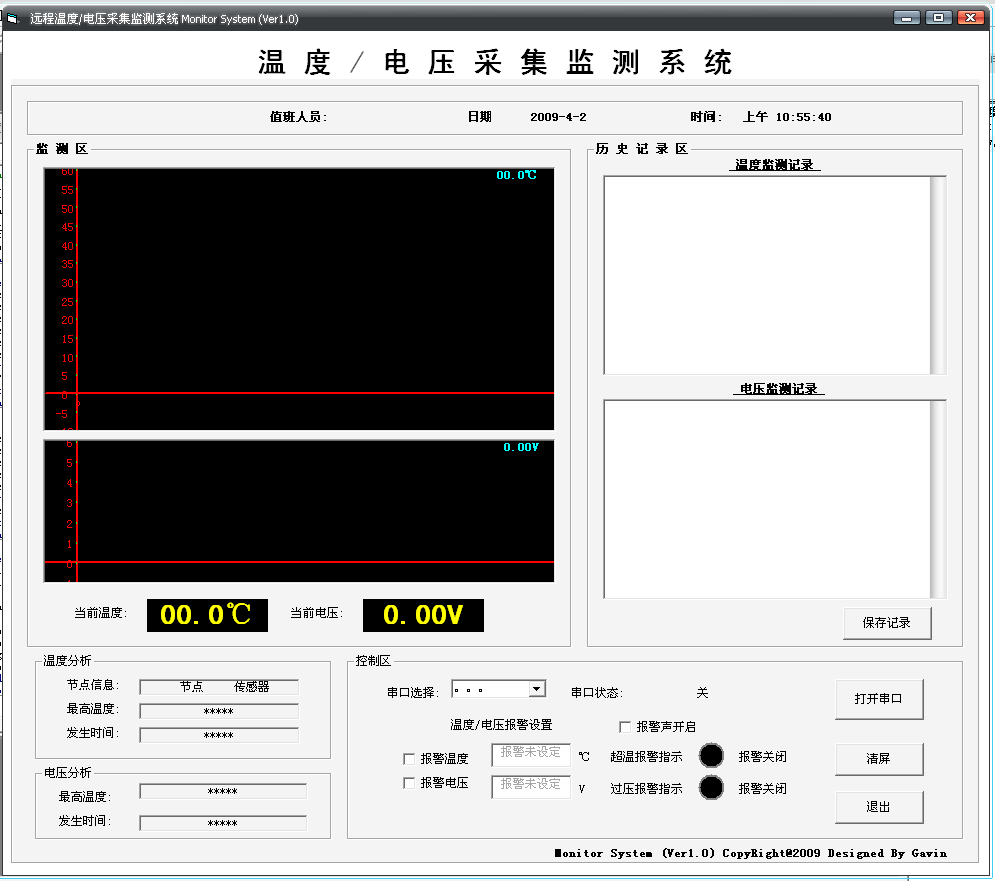 远程温度/电压采集监测系统 Monitor System (Ver1.0)
温度/电压采集监测系统
值班人员: 日期 2009-4-2 时间: 上午 10:55:40
监测区
00.0℃
60
55
50
45
40
35
30
25
20
15
10
5
0
-5
0.00V
6
5
4
3
2
1
0
当前温度: 00.0℃ 当前电压: 0.00V
历史记录区
温度监测记录
电压监测记录
保存记录
温度分析
节点信息: 节点 传感器
最高温度: *****
发生时间: *****
电压分析
最高温度: *****
发生时间: *****
控制区
串口选择: 串口状态: 关
打开串口
温度/电压报警设置 报警声开启
报警温度 报警未设定 ℃ 超温报警指示 报警关闭
清屏
报警电压 报警未设定 V 过压报警指示 报警关闭
退出
Monitor System (Ver1.0) CopyRight@2009 Designed By Gavin